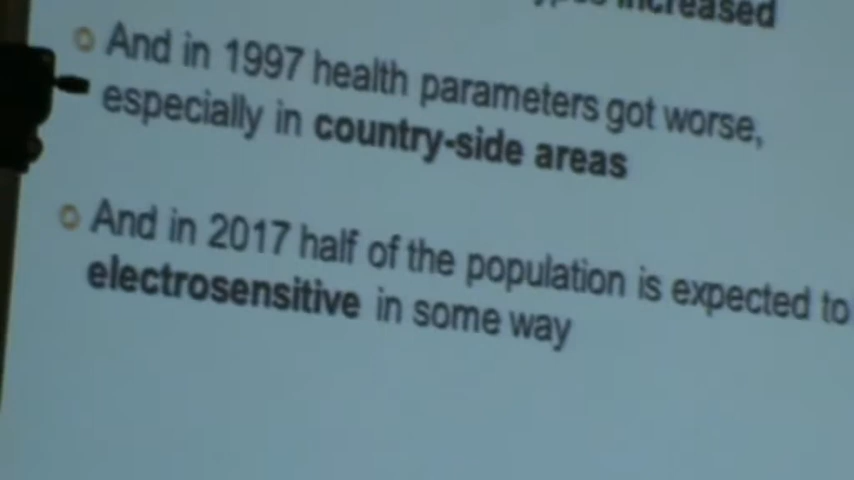 increased
And in 1997 health parameters got worse,
especially in country-side areas
And in 2017 half of the population is expected to
electrosensitive in some way